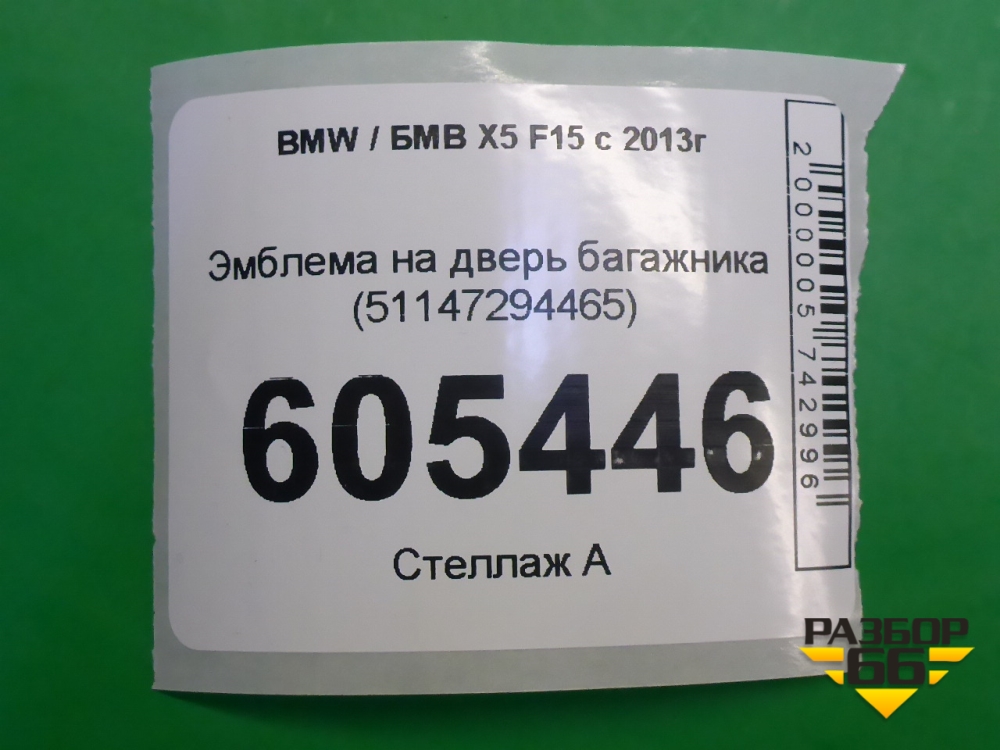 BMW / БМВ X5 F15 с 2013г
Эмблема на дверь багажника
(51147294465)
605446
Стеллаж А
2000005742996
РАЗБОР
66